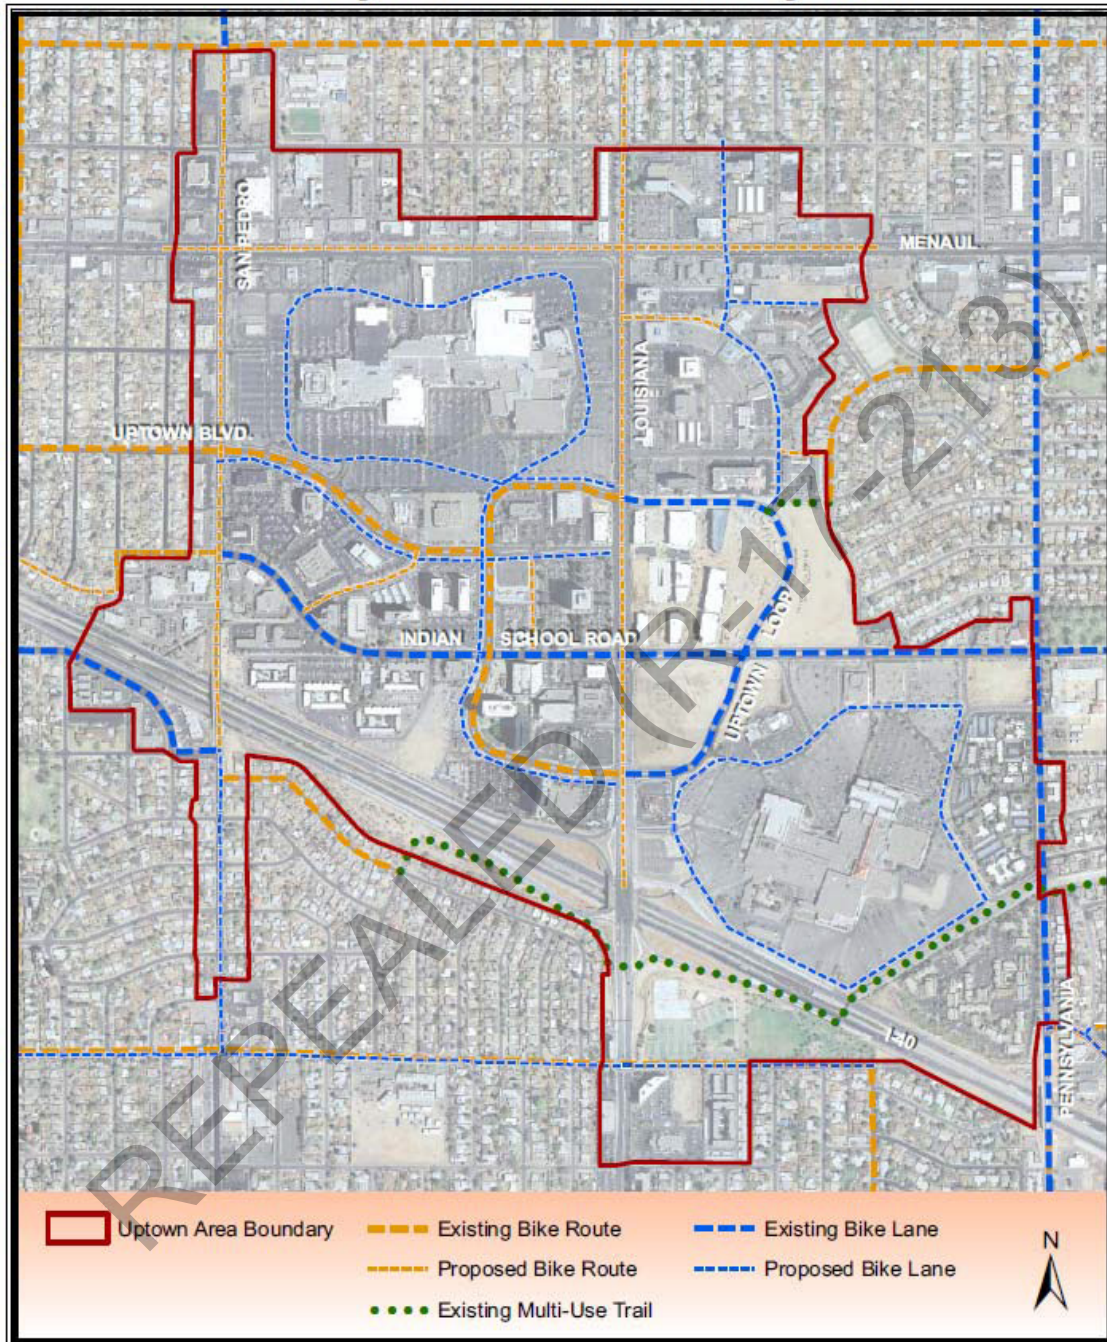 SAN PEDRO
MENAUL
LOUISIANA
UPTOWN BLVD.
INDIAN SCHOOL ROAD
UPTOWN LOOP
I-40
PENNSYLVANIA
REPEALED (R-17-213)
Uptown Area Boundary
Existing Bike Route
Existing Bike Lane
N
Proposed Bike Route
Proposed Bike Lane
Existing Multi-Use Trail